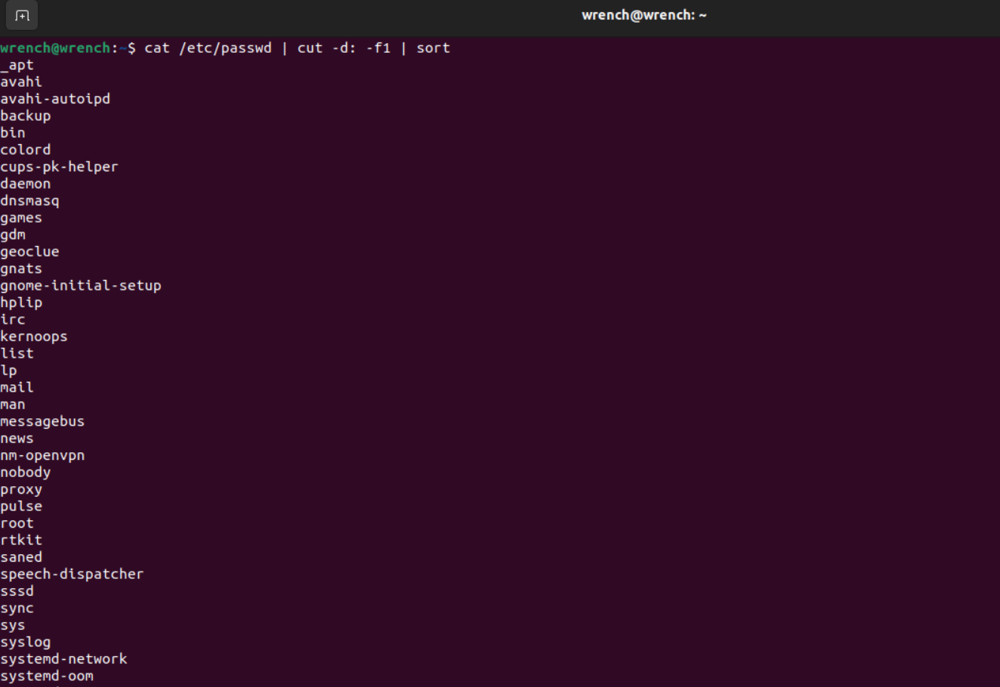 wrench@wrench: ~
wrench@wrench:~$ cat /etc/passwd | cut -d: -f1 | sort
_apt
avahi
avahi-autoipd
backup
bin
colord
cups-pk-helper
daemon
dnsmasq
games
gdm
geoclue
gnats
gnome-initial-setup
hplip
irc
kernoops
list
lp
mail
man
messagebus
news
nm-openvpn
nobody
proxy
pulse
root
rtkit
saned
speech-dispatcher
sssd
sync
sys
syslog
systemd-network
systemd-oom